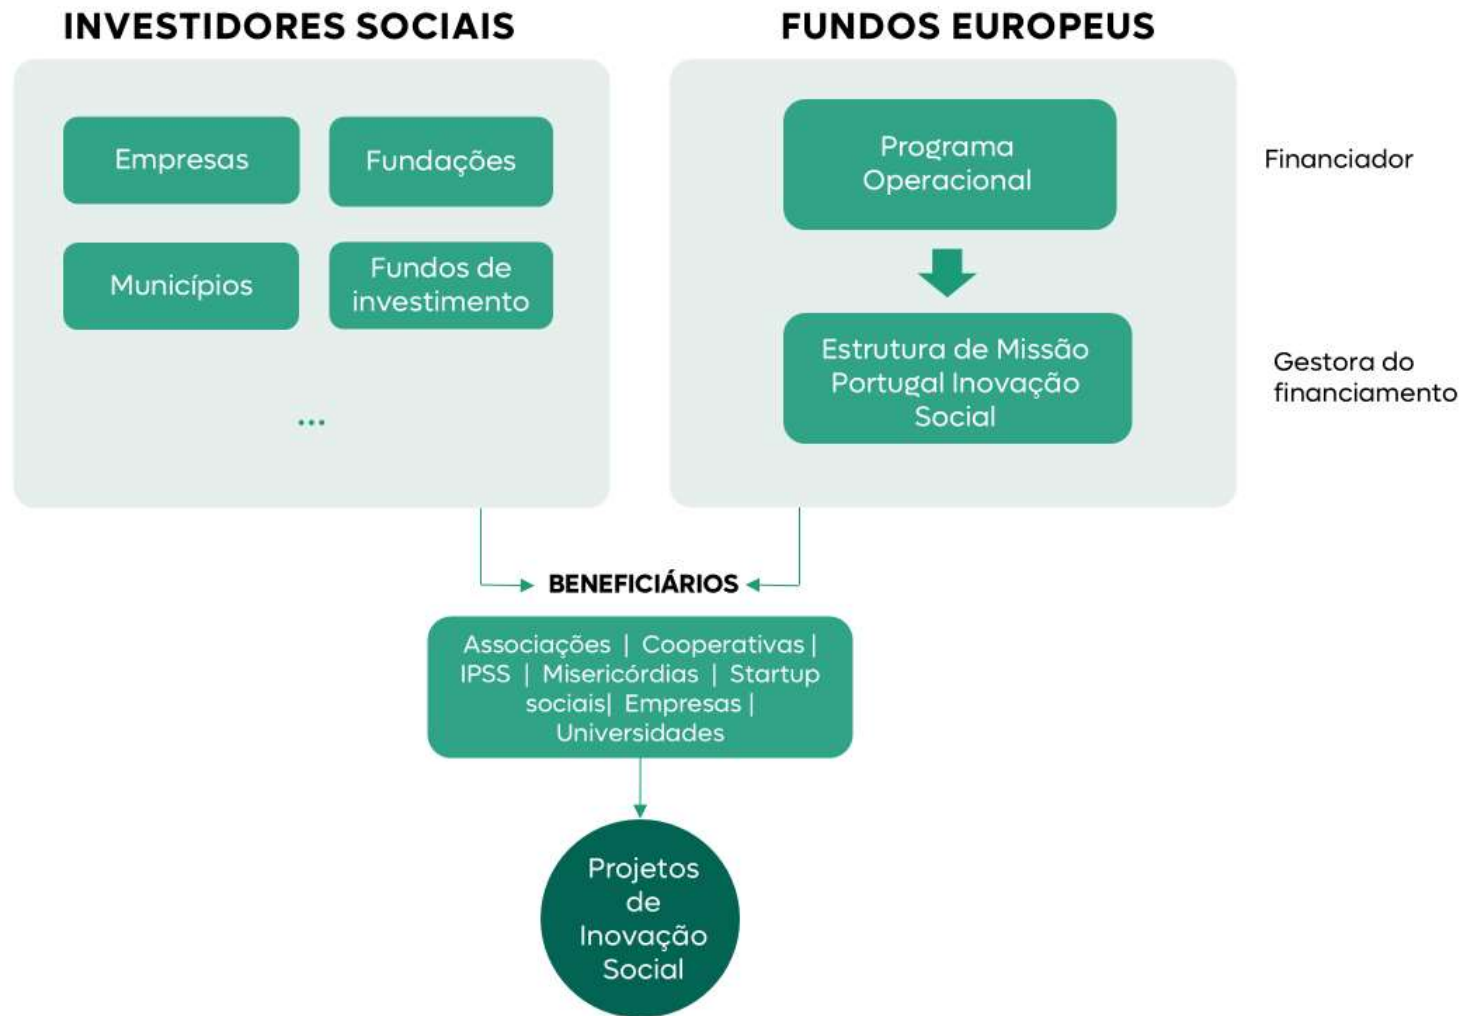 INVESTIDORES SOCIAIS
Empresas
Fundações
Municípios
Fundos de
investimento
...
FUNDOS EUROPEUS
Programa
Operacional
Financiador
Estrutura de Missão
Portugal Inovação
Social
Gestora do
financiamento
BENEFICIÁRIOS
Associações | Cooperativas |
IPSS | Misericórdias | Startup
sociais| Empresas |
Universidades
Projetos
de
Inovação
Social